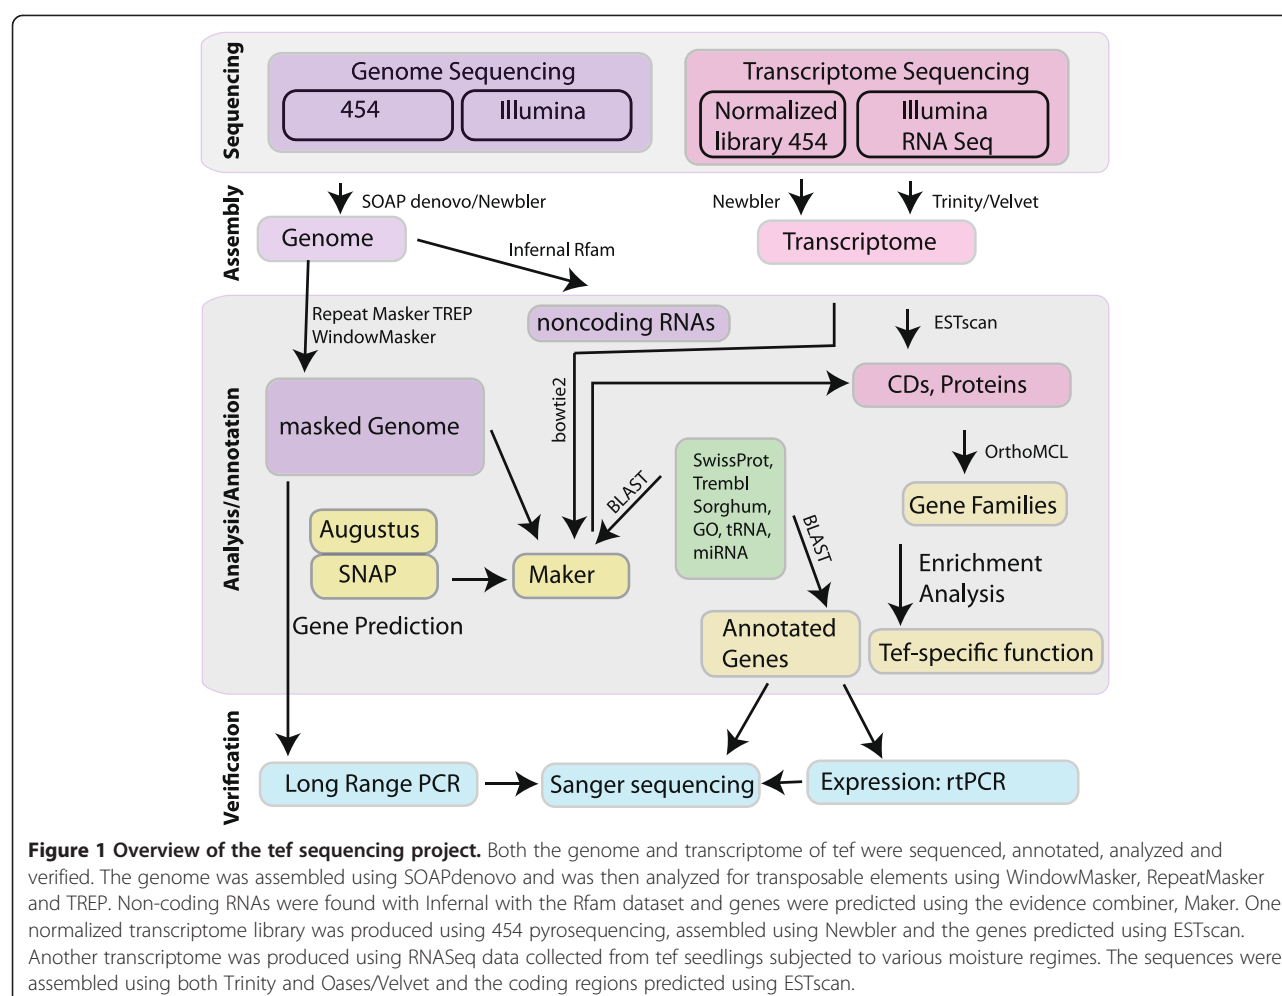 Sequencing
Genome Sequencing
454
Illumina
Transcriptome Sequencing
Normalized
library 454
Illumina
RNA Seq
Assembly
SOAP denovo/Newbler
Newbler
Trinity/Velvet
Genome
Infernal Rfam
Transcriptome
Analysis/Annotation
Repeat Masker TREP
WindowMasker
noncoding RNAs
ESTscan
bowtie2
CDs, Proteins
masked Genome
BLAST
SwissProt,
Trembl
Sorghum,
GO, tRNA,
miRNA
OrthoMCL
Gene Families
Augustus
SNAP
Maker
BLAST
Enrichment
Analysis
Gene Prediction
Annotated
Genes
Tef-specific function
Verification
Long Range PCR
Sanger sequencing
Expression: rtPCR
Figure 1 Overview of the tef sequencing project. Both the genome and transcriptome of tef were sequenced, annotated, analyzed and
verified. The genome was assembled using SOAPdenovo and was then analyzed for transposable elements using WindowMasker, RepeatMasker
and TREP. Non-coding RNAs were found with Infernal with the Rfam dataset and genes were predicted using the evidence combiner, Maker. One
normalized transcriptome library was produced using 454 pyrosequencing, assembled using Newbler and the genes predicted using ESTscan.
Another transcriptome was produced using RNASeq data collected from tef seedlings subjected to various moisture regimes. The sequences were
assembled using both Trinity and Oases/Velvet and the coding regions predicted using ESTscan.